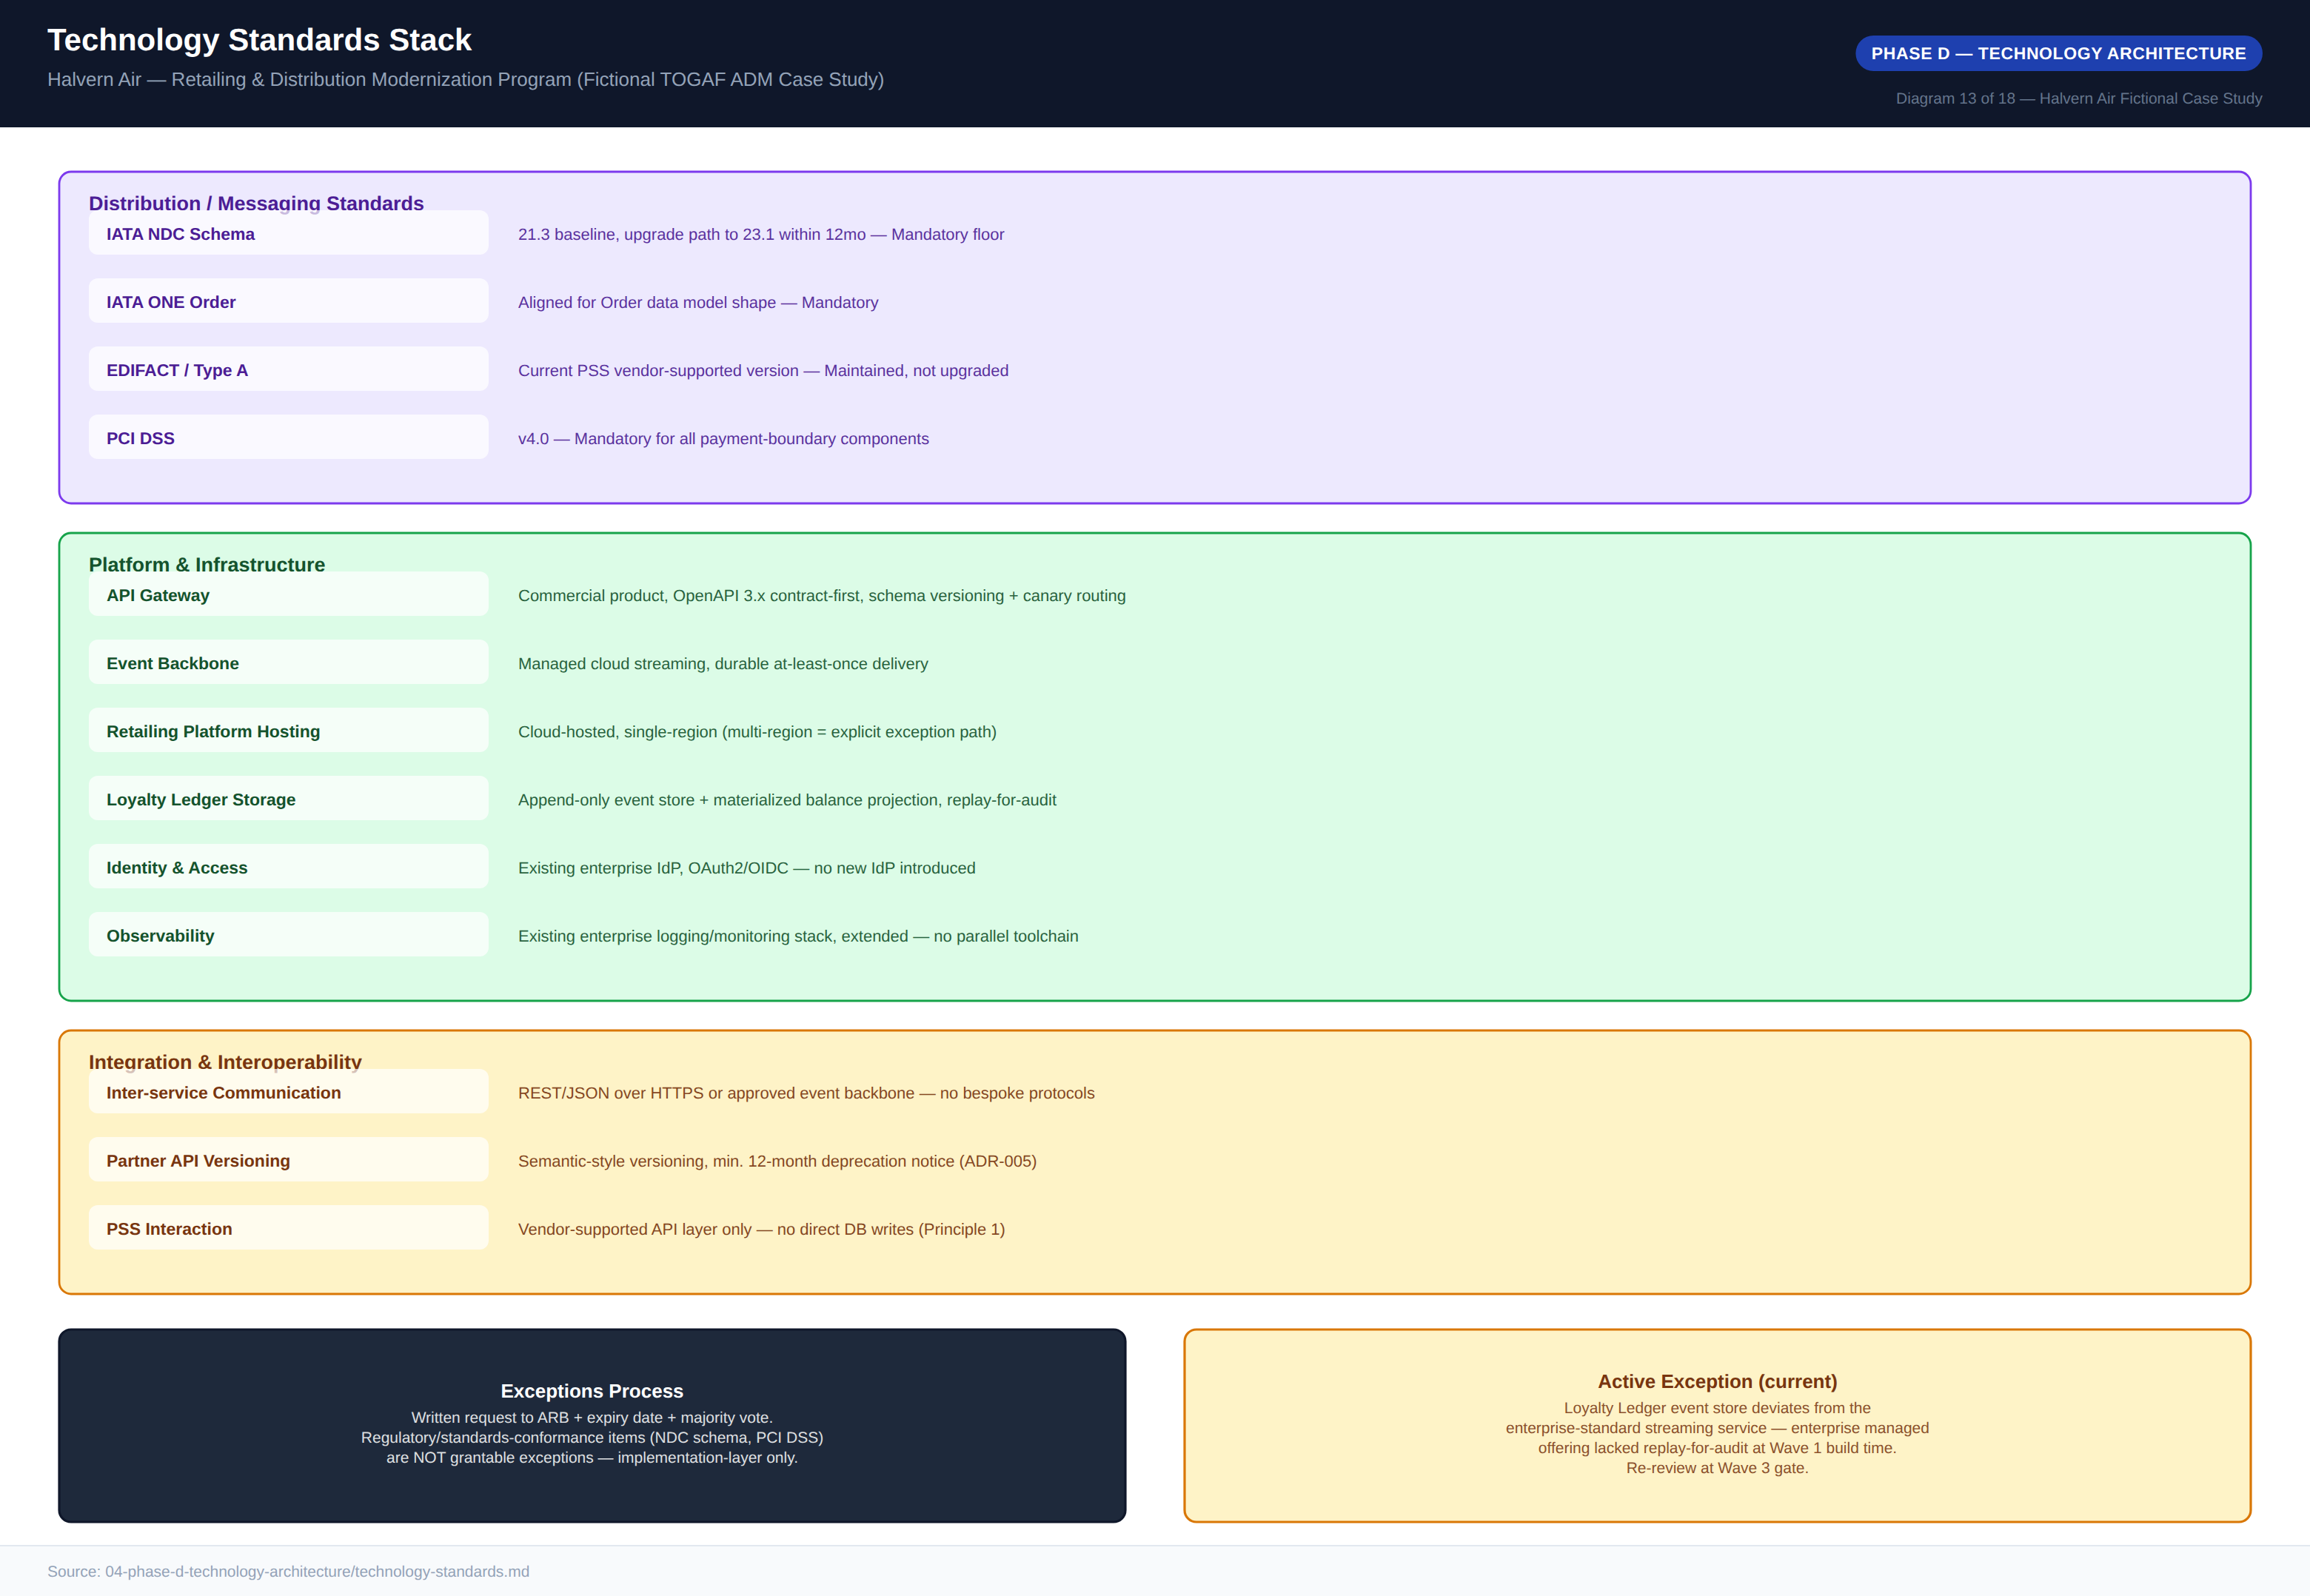 Technology Standards Stack
Halvern Air — Retailing & Distribution Modernization Program (Fictional TOGAF ADM Case Study)
PHASE D — TECHNOLOGY ARCHITECTURE
Diagram 13 of 18 — Halvern Air Fictional Case Study
Distribution / Messaging Standards
IATA NDC Schema
21.3 baseline, upgrade path to 23.1 within 12mo — Mandatory floor
IATA ONE Order
Aligned for Order data model shape — Mandatory
EDIFACT / Type A
Current PSS vendor-supported version — Maintained, not upgraded
PCI DSS
v4.0 — Mandatory for all payment-boundary components
Platform & Infrastructure
API Gateway
Commercial product, OpenAPI 3.x contract-first, schema versioning + canary routing
Event Backbone
Managed cloud streaming, durable at-least-once delivery
Retailing Platform Hosting
Cloud-hosted, single-region (multi-region = explicit exception path)
Loyalty Ledger Storage
Append-only event store + materialized balance projection, replay-for-audit
Identity & Access
Existing enterprise IdP, OAuth2/OIDC — no new IdP introduced
Observability
Existing enterprise logging/monitoring stack, extended — no parallel toolchain
Integration & Interoperability
Inter-service Communication
REST/JSON over HTTPS or approved event backbone — no bespoke protocols
Partner API Versioning
Semantic-style versioning, min. 12-month deprecation notice (ADR-005)
PSS Interaction
Vendor-supported API layer only — no direct DB writes (Principle 1)
Exceptions Process
Written request to ARB + expiry date + majority vote.
Regulatory/standards-conformance items (NDC schema, PCI DSS)
are NOT grantable exceptions — implementation-layer only.
Active Exception (current)
Loyalty Ledger event store deviates from the
enterprise-standard streaming service — enterprise managed
offering lacked replay-for-audit at Wave 1 build time.
Re-review at Wave 3 gate.
Source: 04-phase-d-technology-architecture/technology-standards.md